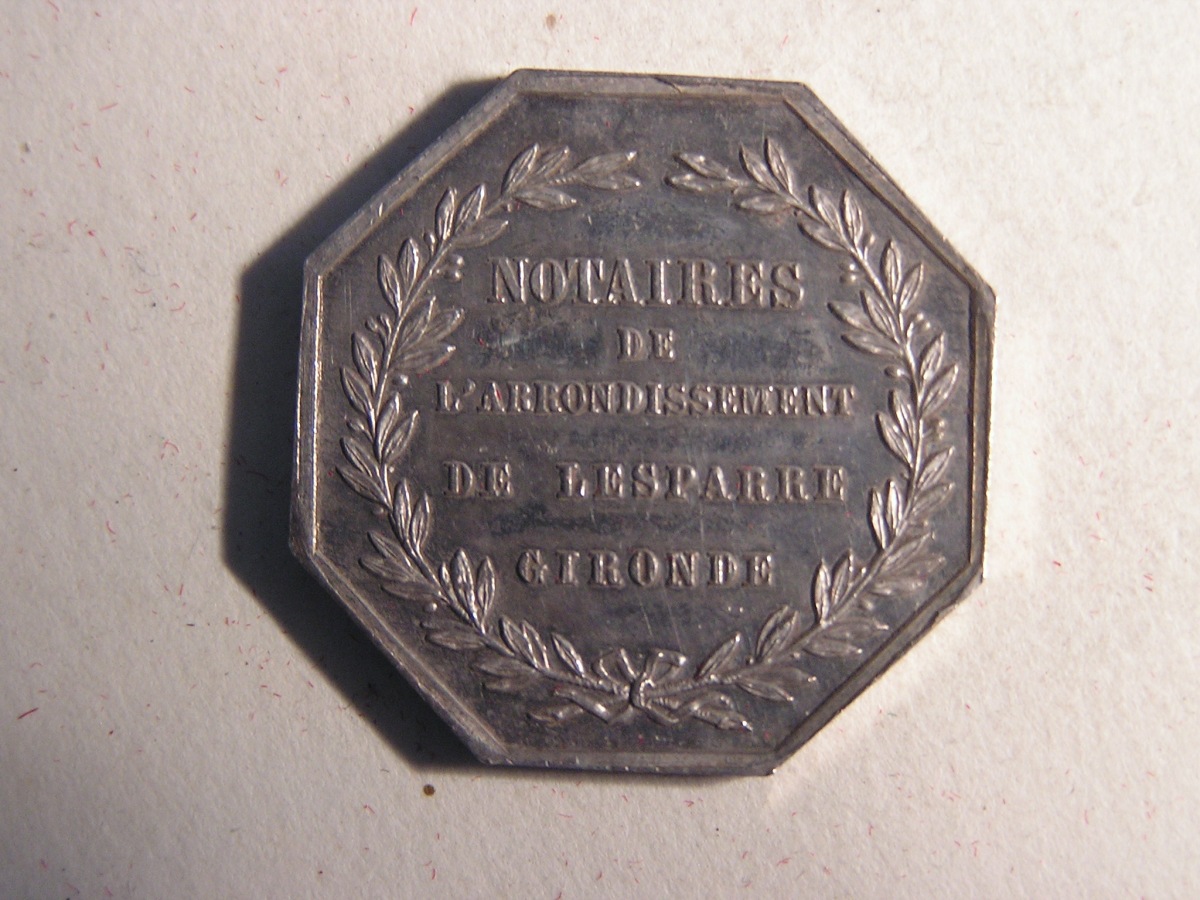 NOTAIRES
DE
L'ARRONDISSEMENT
DE LESPARRE
GIRONDE